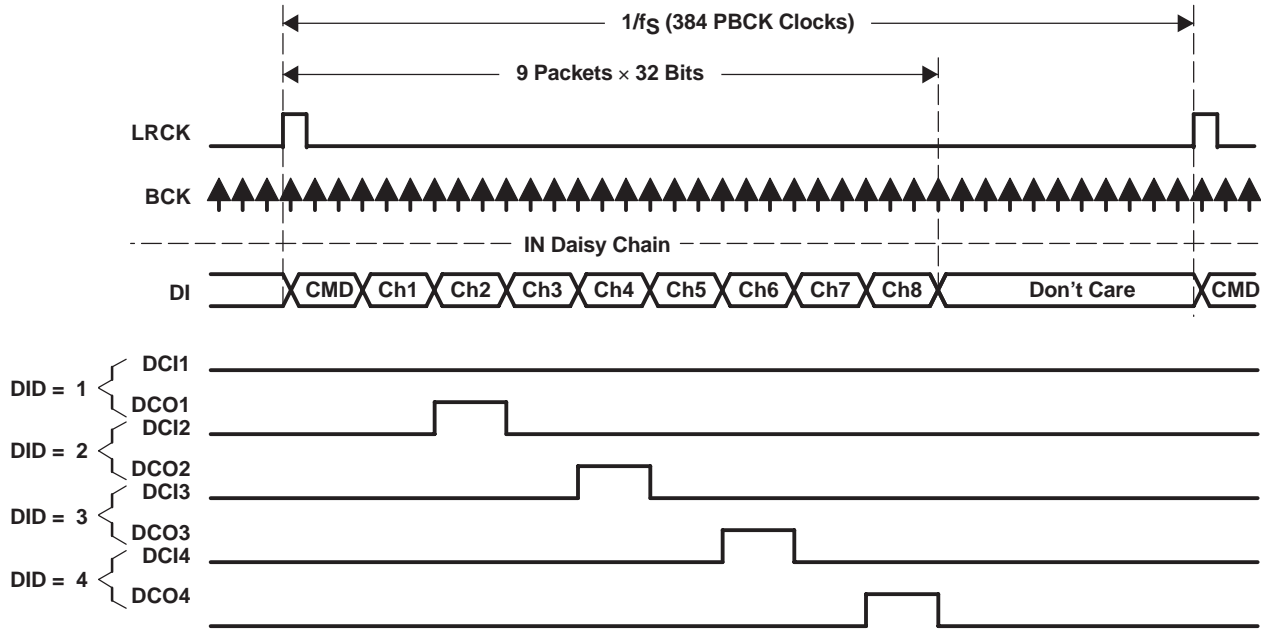 1/fS (384 PBCK Clocks)
9 Packets × 32 Bits
LRCK
BCK
IN Daisy Chain
DI CMD Ch1 Ch2 Ch3 Ch4 Ch5 Ch6 Ch7 Ch8 Don't Care CMD
DCI1
DID = 1
DCO1
DCI2
DID = 2
DCO2
DCI3
DID = 3
DCO3
DCI4
DID = 4
DCO4